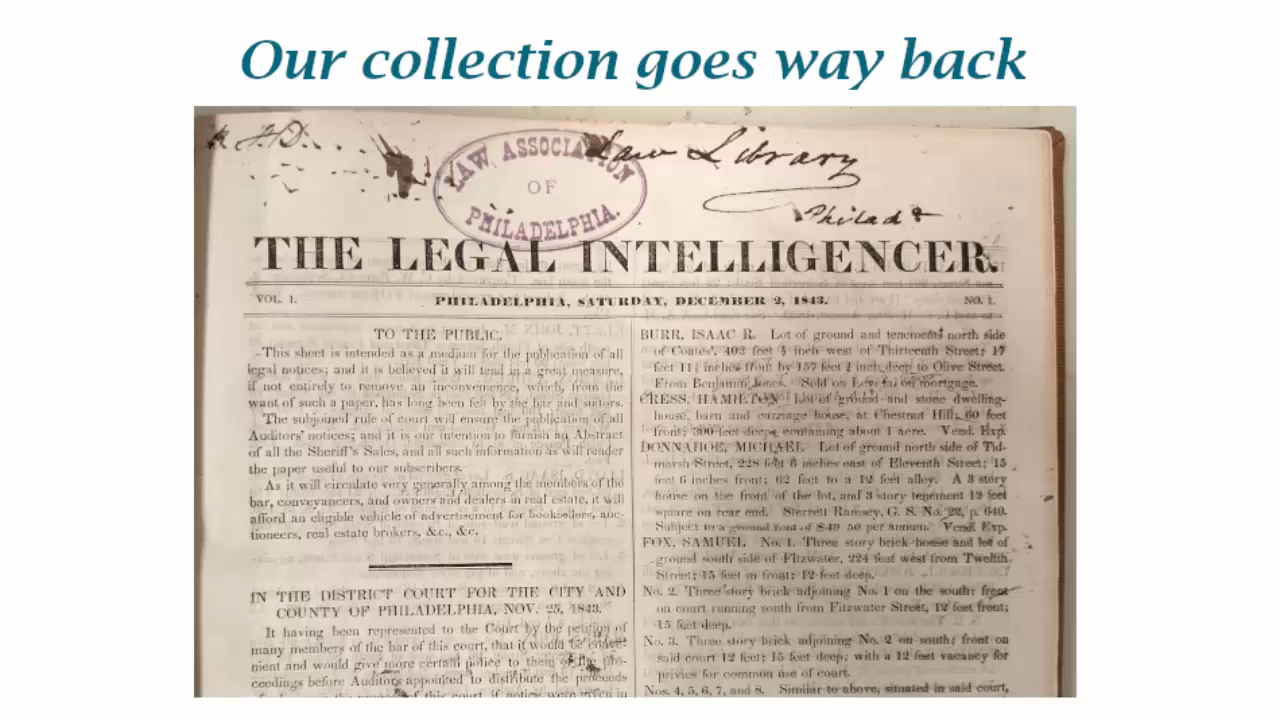 Our collection goes way back
LAW ASSOCIATION
OF
PHILADELPHIA.
Law Library
Philada
THE LEGAL INTELLIGENCER.
VOL. I. PHILADELPHIA, SATURDAY, DECEMBER 2, 1843. NO. 1.
TO THE PUBLIC.
This sheet is intended as a medium for the publication of all
legal notices; and it is believed it will tend in a great measure,
if not entirely to remove an inconvenience, which, from the
want of such a paper, has long been felt by the bar and suitors.
The subjoined rule of court will ensure the publication of all
Auditors' notices; and it is our intention to furnish an Abstract
of all the Sheriff's Sales, and all such information as will render
the paper useful to our subscribers.
As it will circulate very generally among the members of the
bar, conveyancers, and owners and dealers in real estate, it will
afford an eligible vehicle of advertisement for booksellers, auc-
tioneers, real estate brokers, &c., &c.
IN THE DISTRICT COURT FOR THE CITY AND
COUNTY OF PHILADELPHIA, NOV. 25, 1843.
It having been represented to the Court by the petition of
many members of the bar of this court, that it would be conve-
nient and would give more certain notice to them of the pro-
ceedings before Auditors appointed to distribute the proceeds
of this court, if notices were given in
BURR, ISAAC R. Lot of ground and tenements north side
of Coates', 402 feet ½ inch west of Thirteenth Street; 17
feet 11½ inches front by 157 feet inch deep to Olive Street.
From Benjamin Jones. Sold on Lev. fa. on mortgage.
CRESS, HAMILTON. Lot of ground and stone dwelling-
house, barn and carriage house, at Chestnut Hill; 60 feet
front; 300 feet deep; containing about 1 acre. Vend. Exp.
DONNAHOE, MICHAEL. Lot of ground north side of Tid-
marsh Street, 228 feet 6 inches east of Eleventh Street; 15
feet 6 inches front; 62 feet to a 12 feet alley. A 3 story
house on the front of the lot, and 3 story tenement 12 feet
square on rear end. Sterrett Ramsey, G. S. No. 22, p. 640.
Subject to a ground rent of $49 50 per annum. Vend. Exp.
FOX, SAMUEL. No. 1. Three story brick house and lot of
ground south side of Fitzwater, 224 feet west from Twelfth
Street; 15 feet in front; 12 feet deep.
No. 2. Three story brick adjoining No. 1 on the south; front
on court running south from Fitzwater Street, 12 feet front;
15 feet deep.
No. 3. Three story brick adjoining No. 2 on south; front on
said court 12 feet; 15 feet deep; with a 12 feet vacancy for
privies for common use of court.
Nos. 4, 5, 6, 7, and 8. Similar to above, situated in said court,